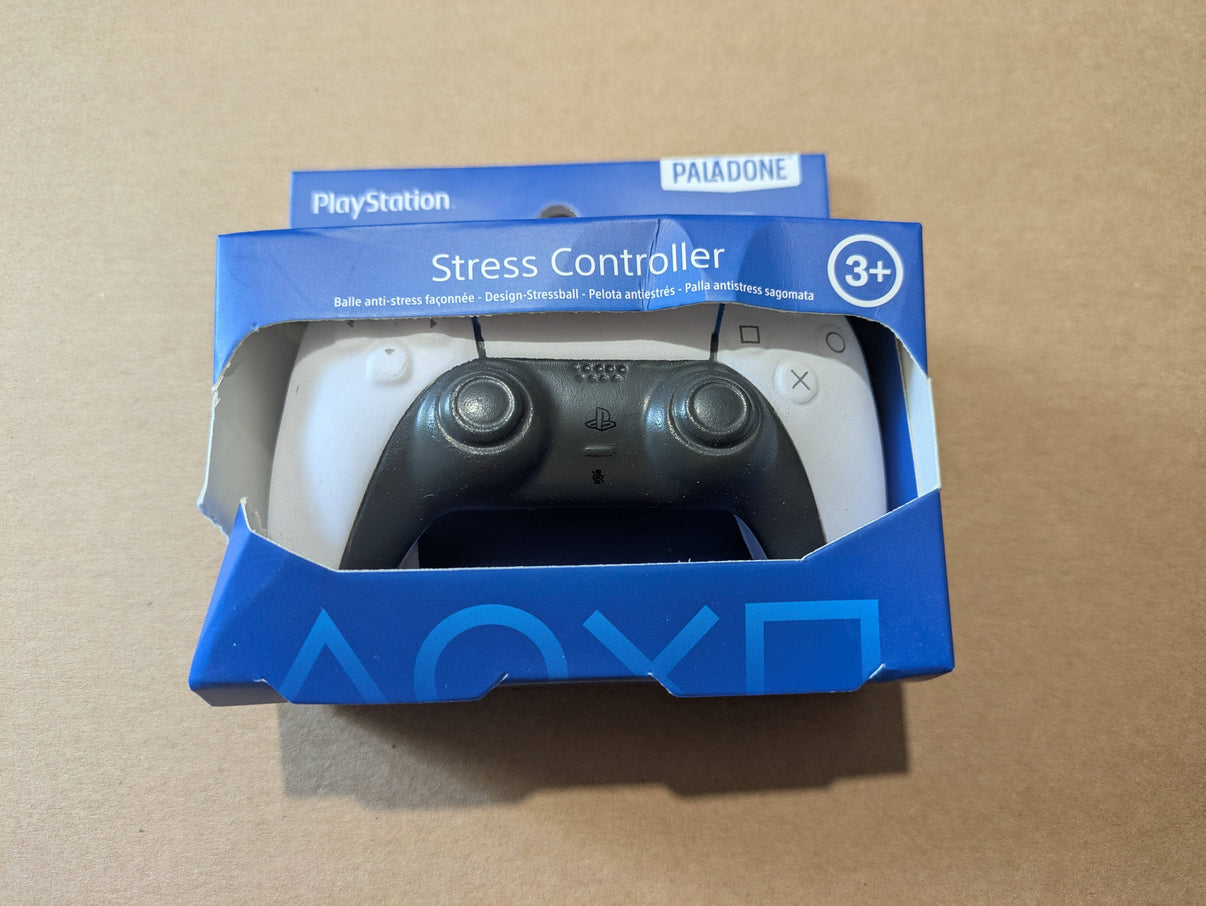 PlayStation
PALADONE
Stress Controller
3+
Balle anti-stress façonnée - Design-Stressball - Pelota antiestrés - Palla antistress sagomata